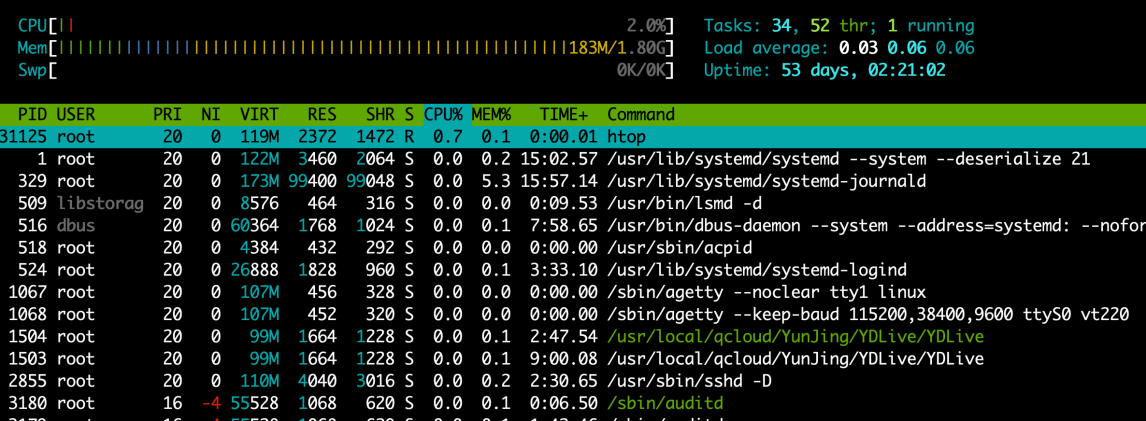 CPU[|| 2.0%] Tasks: 34, 52 thr; 1 running
Mem[||||||||||||||||||||||||||||||||||||||||||||||||||||||183M/1.80G] Load average: 0.03 0.06 0.06
Swp[ 0K/0K] Uptime: 53 days, 02:21:02
PID USER PRI NI VIRT RES SHR S CPU% MEM% TIME+ Command
31125 root 20 0 119M 2372 1472 R 0.7 0.1 0:00.01 htop
1 root 20 0 122M 3460 2064 S 0.0 0.2 15:02.57 /usr/lib/systemd/systemd --system --deserialize 21
329 root 20 0 173M 99400 99048 S 0.0 5.3 15:57.14 /usr/lib/systemd/systemd-journald
509 libstorag 20 0 8576 464 316 S 0.0 0.0 0:09.53 /usr/bin/lsmd -d
516 dbus 20 0 60364 1768 1024 S 0.0 0.1 7:58.65 /usr/bin/dbus-daemon --system --address=systemd: --nofor
518 root 20 0 4384 432 292 S 0.0 0.0 0:00.00 /usr/sbin/acpid
524 root 20 0 26888 1828 960 S 0.0 0.1 3:33.10 /usr/lib/systemd/systemd-logind
1067 root 20 0 107M 456 328 S 0.0 0.0 0:00.00 /sbin/agetty --noclear tty1 linux
1068 root 20 0 107M 452 320 S 0.0 0.0 0:00.00 /sbin/agetty --keep-baud 115200,38400,9600 ttyS0 vt220
1504 root 20 0 99M 1664 1228 S 0.0 0.1 2:47.54 /usr/local/qcloud/YunJing/YDLive/YDLive
1503 root 20 0 99M 1664 1228 S 0.0 0.1 9:00.08 /usr/local/qcloud/YunJing/YDLive/YDLive
2855 root 20 0 110M 4040 3016 S 0.0 0.2 2:30.65 /usr/sbin/sshd -D
3180 root 16 -4 55528 1068 620 S 0.0 0.1 0:06.50 /sbin/auditd